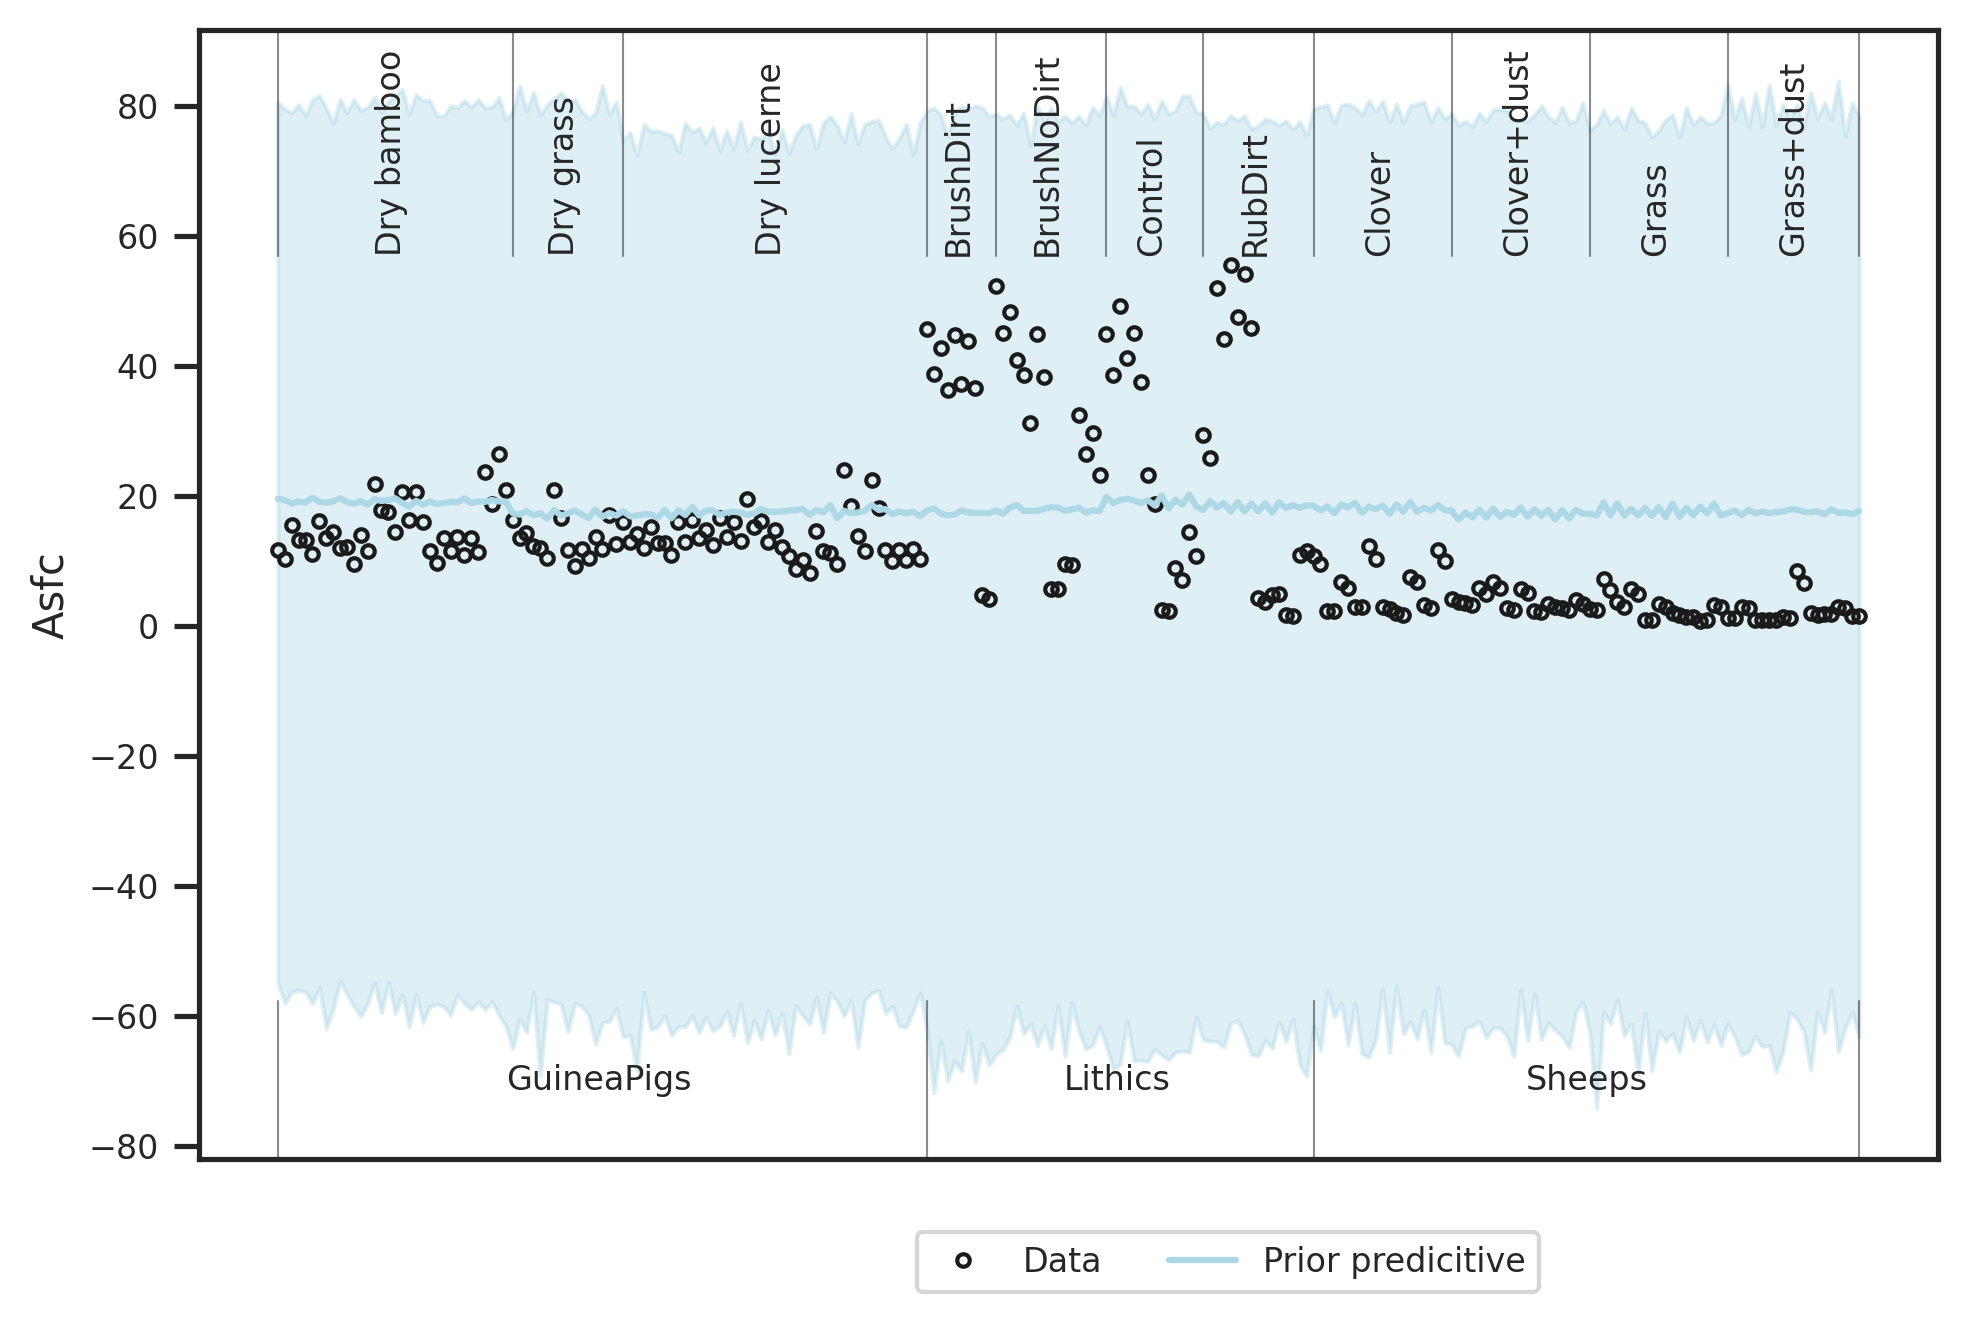 Dry bamboo
Dry grass
Dry lucerne
BrushDirt
BrushNoDirt
Control
RubDirt
Clover
Clover+dust
Grass
Grass+dust
80
60
40
20
0
−20
−40
−60
−80
Asfc
GuineaPigs
Lithics
Sheeps
Data
Prior predicitive